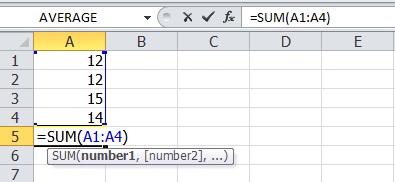 AVERAGE fx =SUM(A1:A4)
A B C D E
1 12
2 12
3 15
4 14
5 =SUM(A1:A4)
6 SUM(number1, [number2], ...)
7